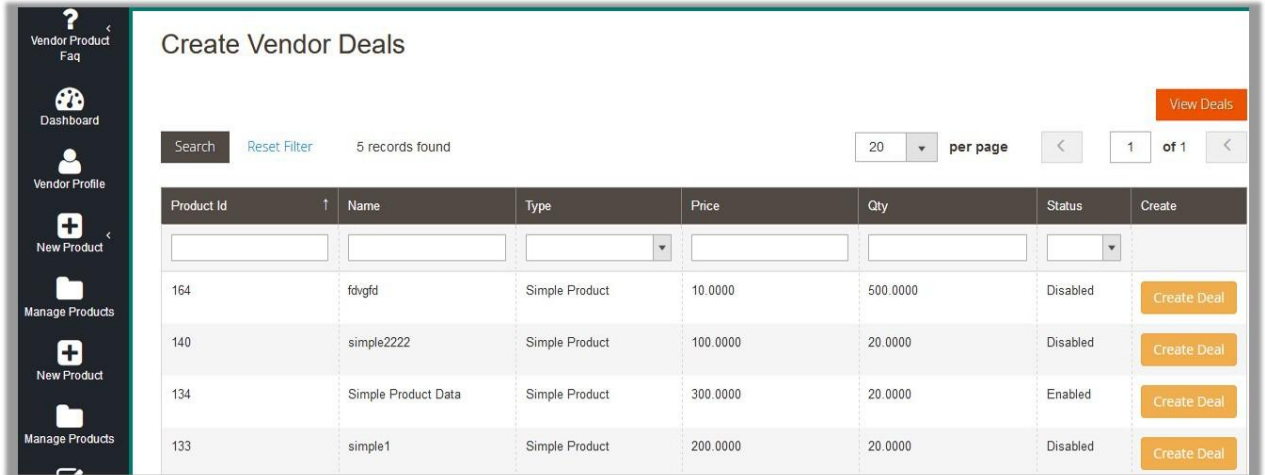 Vendor Product
Faq
Dashboard
Vendor Profile
New Product
Manage Products
New Product
Manage Products
Create Vendor Deals
View Deals
Search Reset Filter 5 records found 20 per page 1 of 1
Product Id ↑ Name Type Price Qty Status Create
164 fdvgfd Simple Product 10.0000 500.0000 Disabled Create Deal
140 simple2222 Simple Product 100.0000 20.0000 Disabled Create Deal
134 Simple Product Data Simple Product 300.0000 20.0000 Enabled Create Deal
133 simple1 Simple Product 200.0000 20.0000 Disabled Create Deal